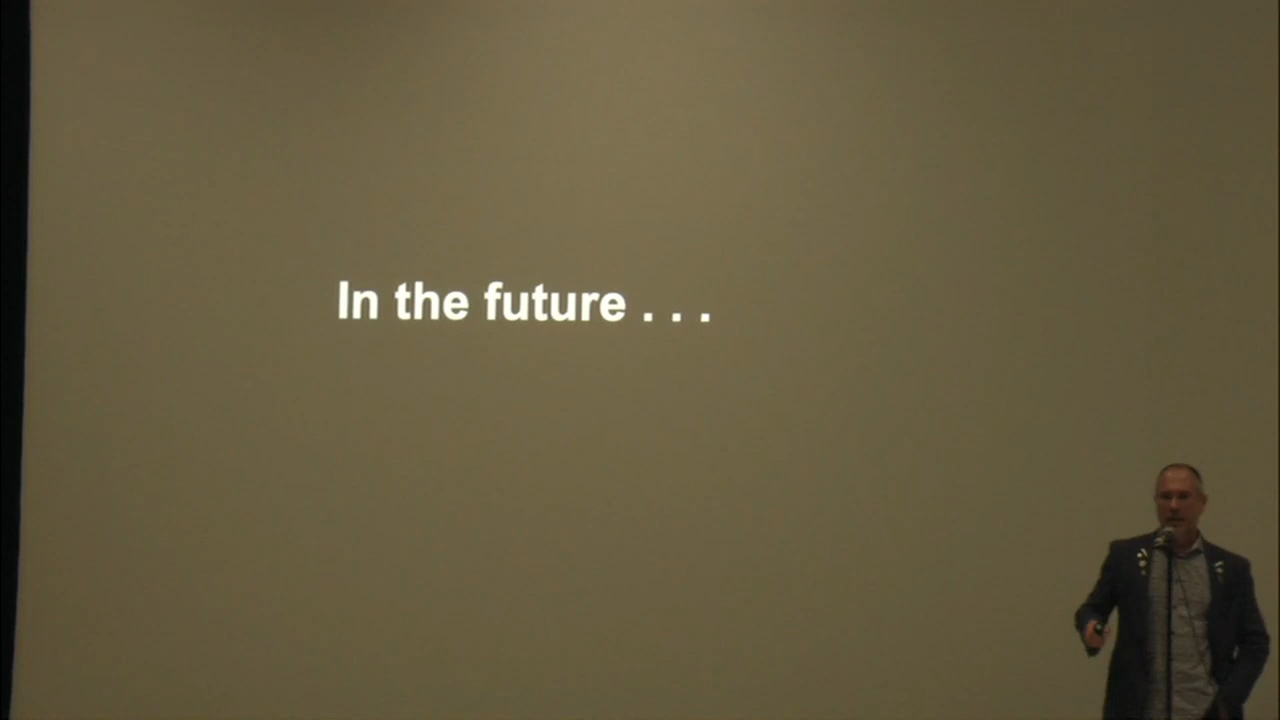 In the future . . .